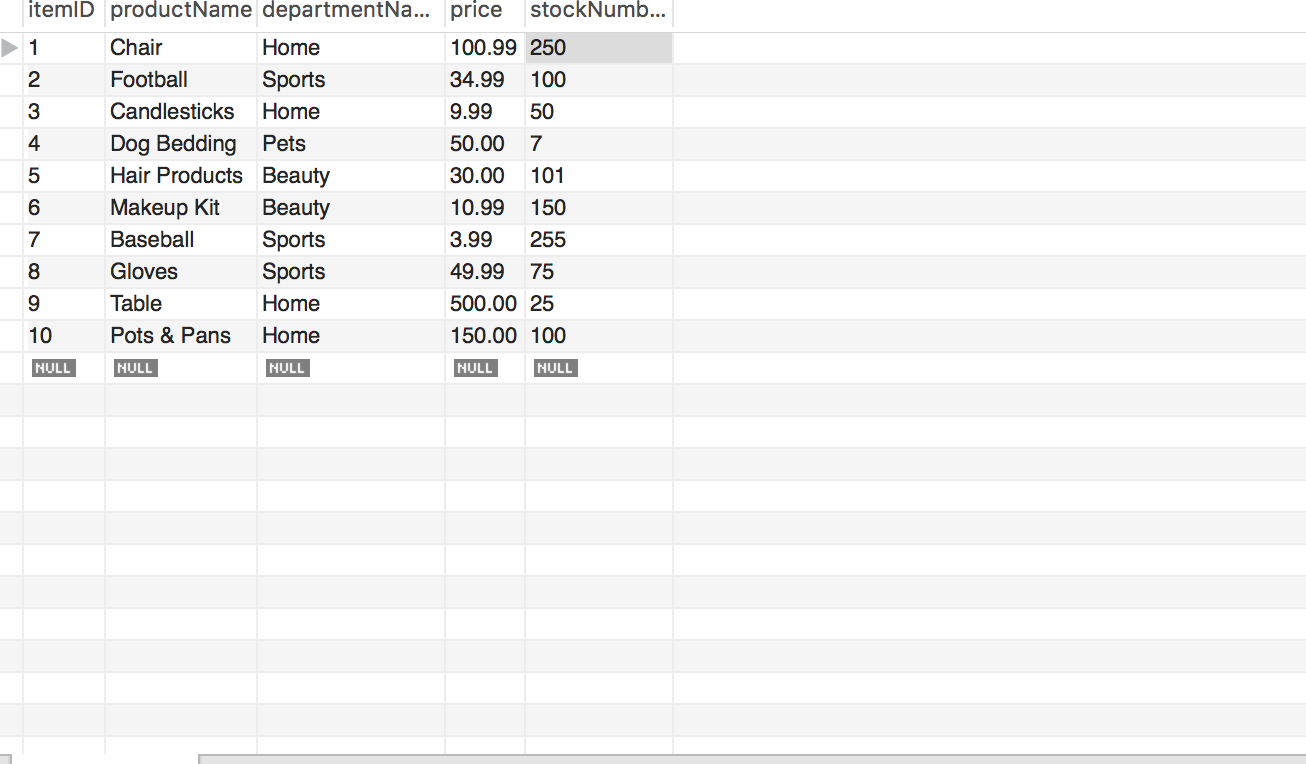 itemID productName departmentNa... price stockNumb...
1 Chair Home 100.99 250
2 Football Sports 34.99 100
3 Candlesticks Home 9.99 50
4 Dog Bedding Pets 50.00 7
5 Hair Products Beauty 30.00 101
6 Makeup Kit Beauty 10.99 150
7 Baseball Sports 3.99 255
8 Gloves Sports 49.99 75
9 Table Home 500.00 25
10 Pots & Pans Home 150.00 100
NULL NULL NULL NULL NULL